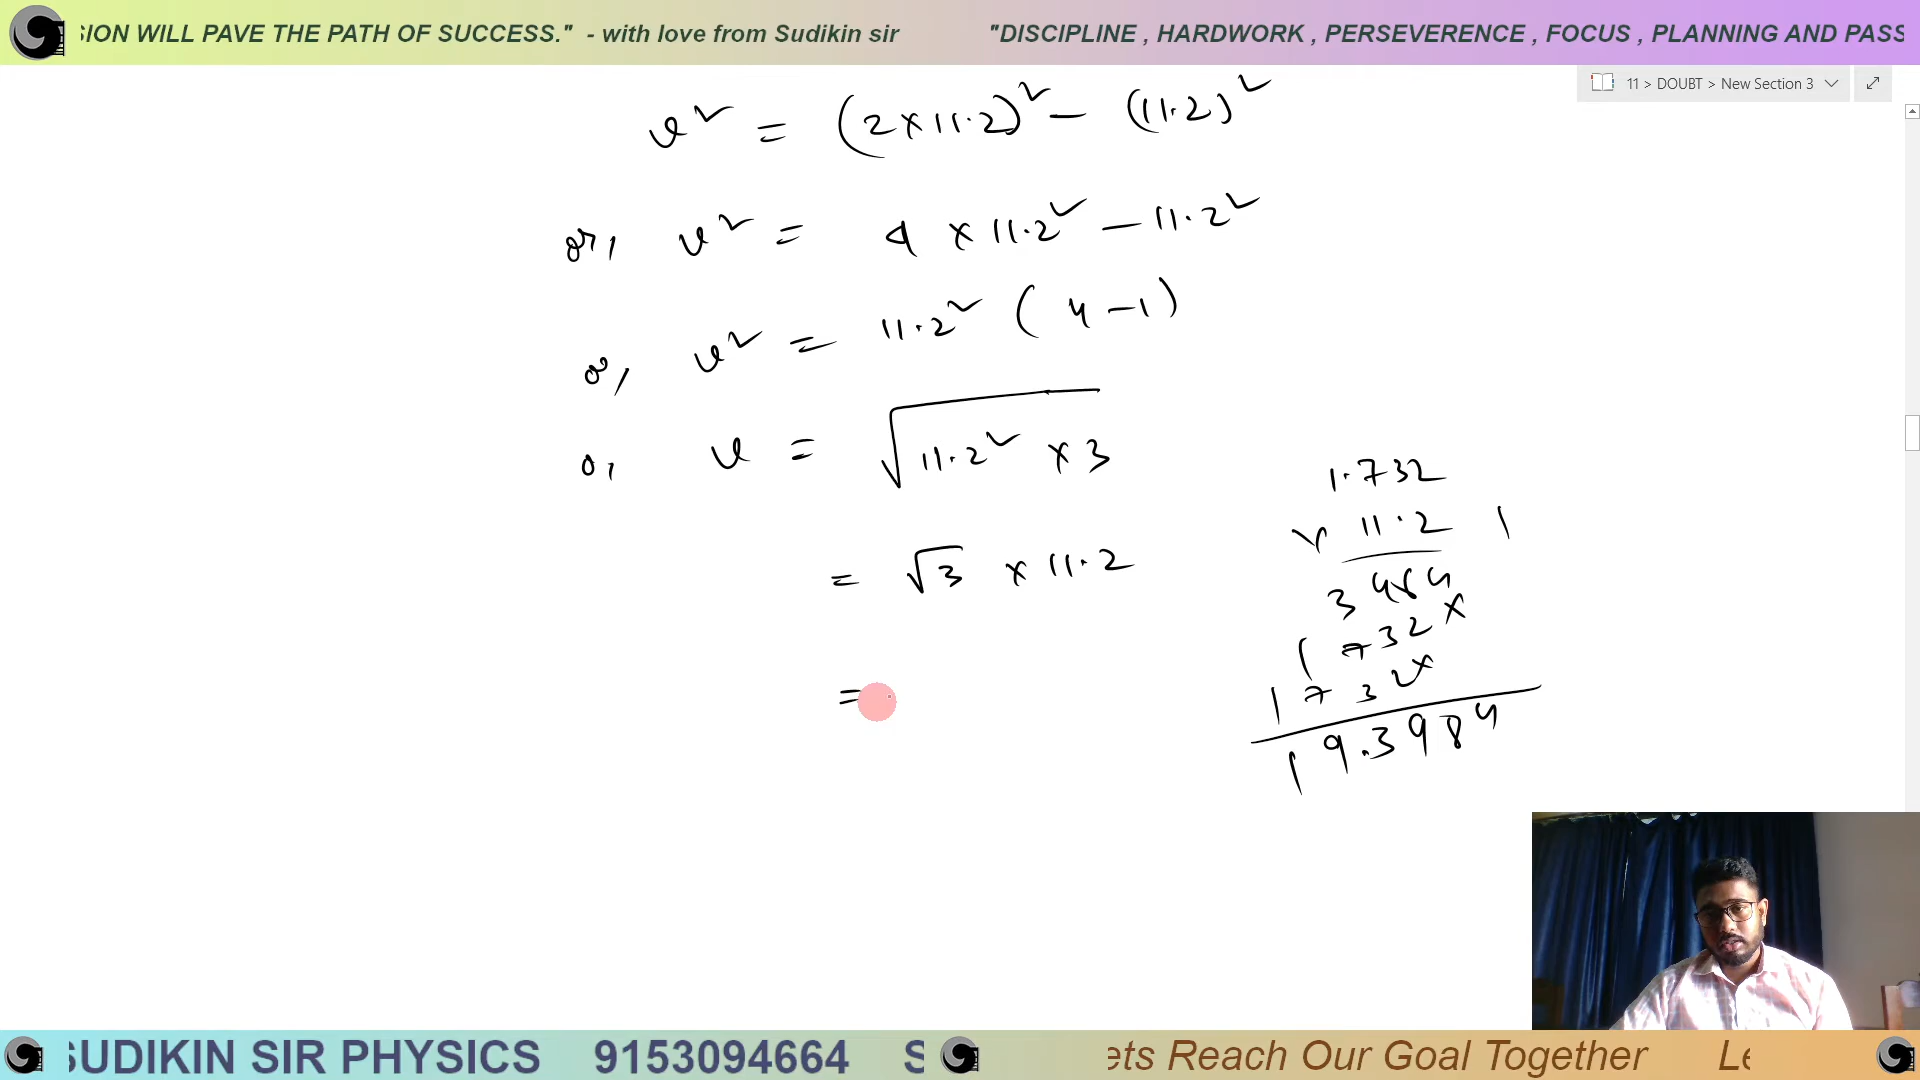 SION WILL PAVE THE PATH OF SUCCESS." - with love from Sudikin sir "DISCIPLINE , HARDWORK , PERSEVERENCE , FOCUS , PLANNING AND PASS
11 > DOUBT > New Section 3
v² = (2×11.2)² – (11.2)²
or, v² = 4 × 11.2² – 11.2²
or, v² = 11.2² (4 – 1)
or, v = √11.2² × 3
= √3 × 11.2
=
1.732
× 11.2
3464
1732×
1732×
19.3984
SUDIKIN SIR PHYSICS 9153094664 S ets Reach Our Goal Together Le